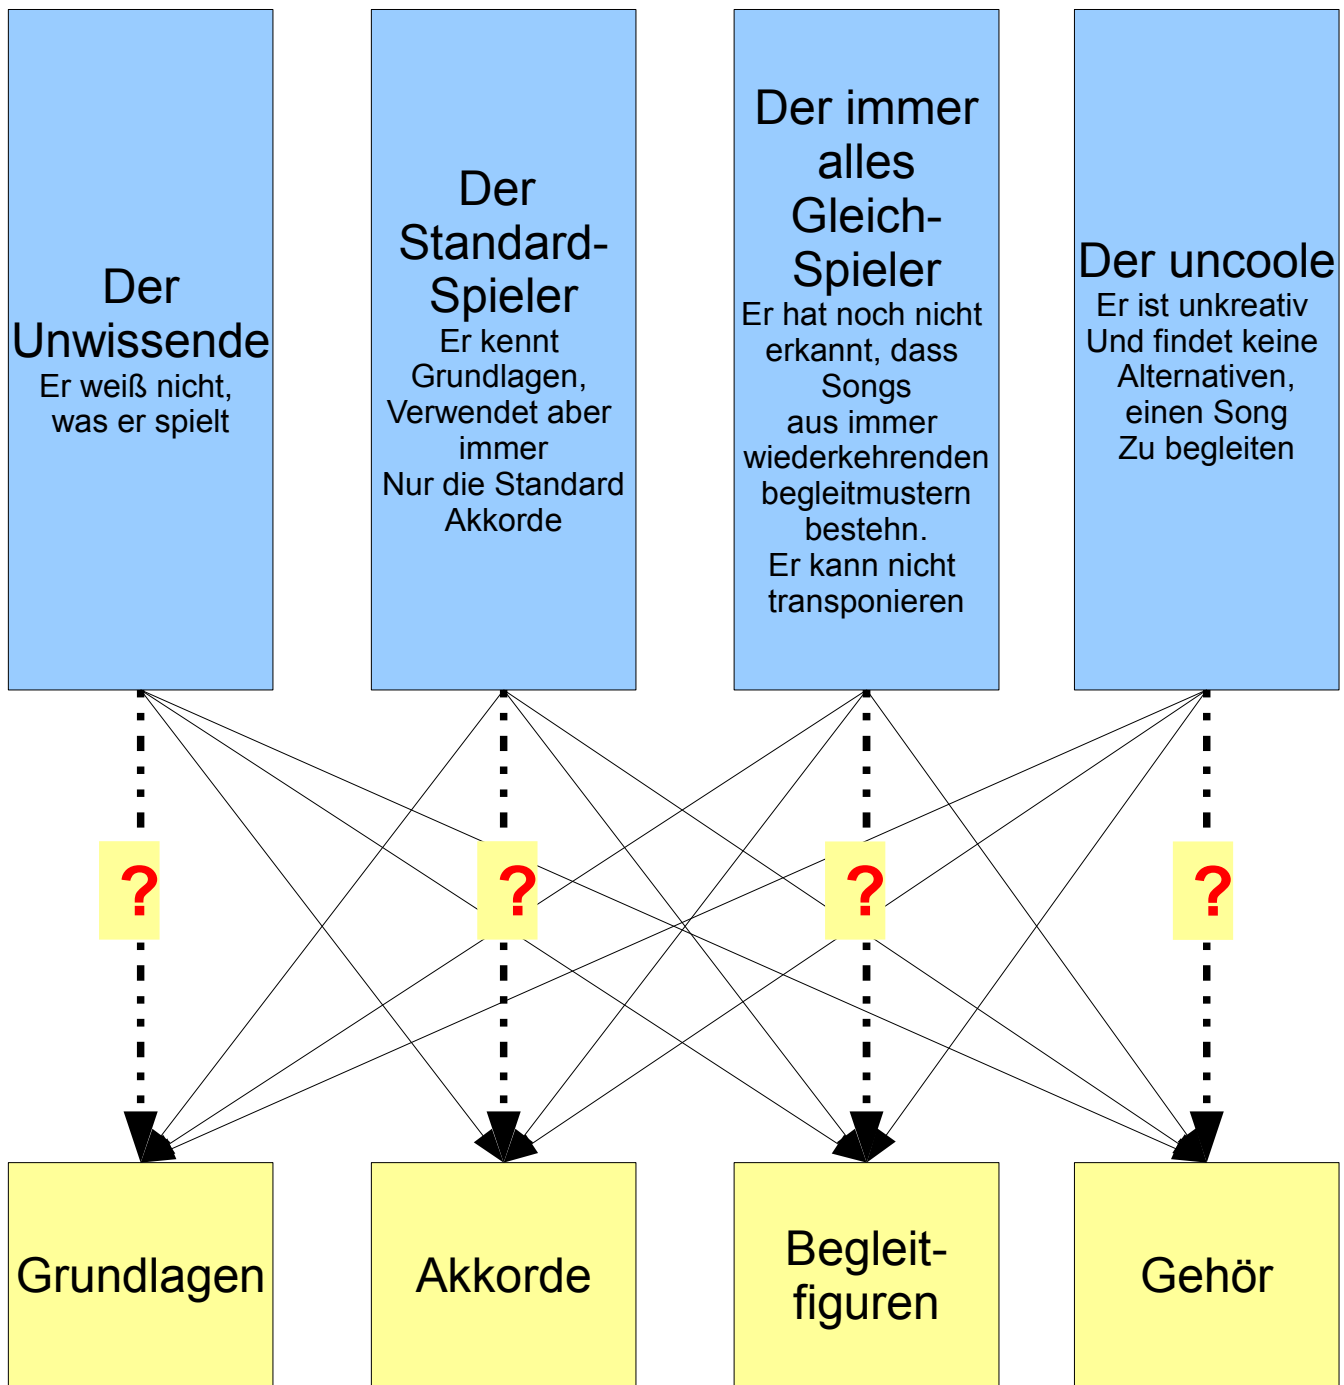 Der
Unwissende
Er weiß nicht,
was er spielt
Der
Standard-
Spieler
Er kennt
Grundlagen,
Verwendet aber
immer
Nur die Standard
Akkorde
Der immer
alles
Gleich-
Spieler
Er hat noch nicht
erkannt, dass
Songs
aus immer
wiederkehrenden
begleitmustern
bestehn.
Er kann nicht
transponieren
Der uncoole
Er ist unkreativ
Und findet keine
Alternativen,
einen Song
Zu begleiten
?
?
?
?
Grundlagen
Akkorde
Begleit-
figuren
Gehör